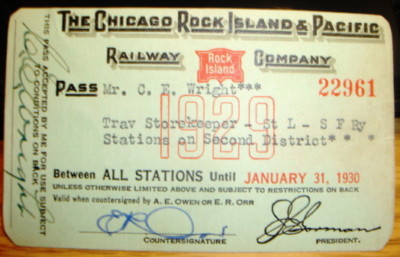 THE CHICAGO ROCK ISLAND & PACIFIC
RAILWAY Rock Island COMPANY
PASS Mr. C. E. Wright*** 22961
1929
Trav Storekeeper - St L - S F Ry
Stations on Second District* * *
Between ALL STATIONS Until JANUARY 31, 1930
UNLESS OTHERWISE LIMITED ABOVE AND SUBJECT TO RESTRICTIONS ON BACK
Valid when countersigned by A. E. OWEN OR E. R. ORR
COUNTERSIGNATURE PRESIDENT.
THIS PASS ACCEPTED BY ME FOR USE SUBJECT
TO CONDITIONS ON BACK